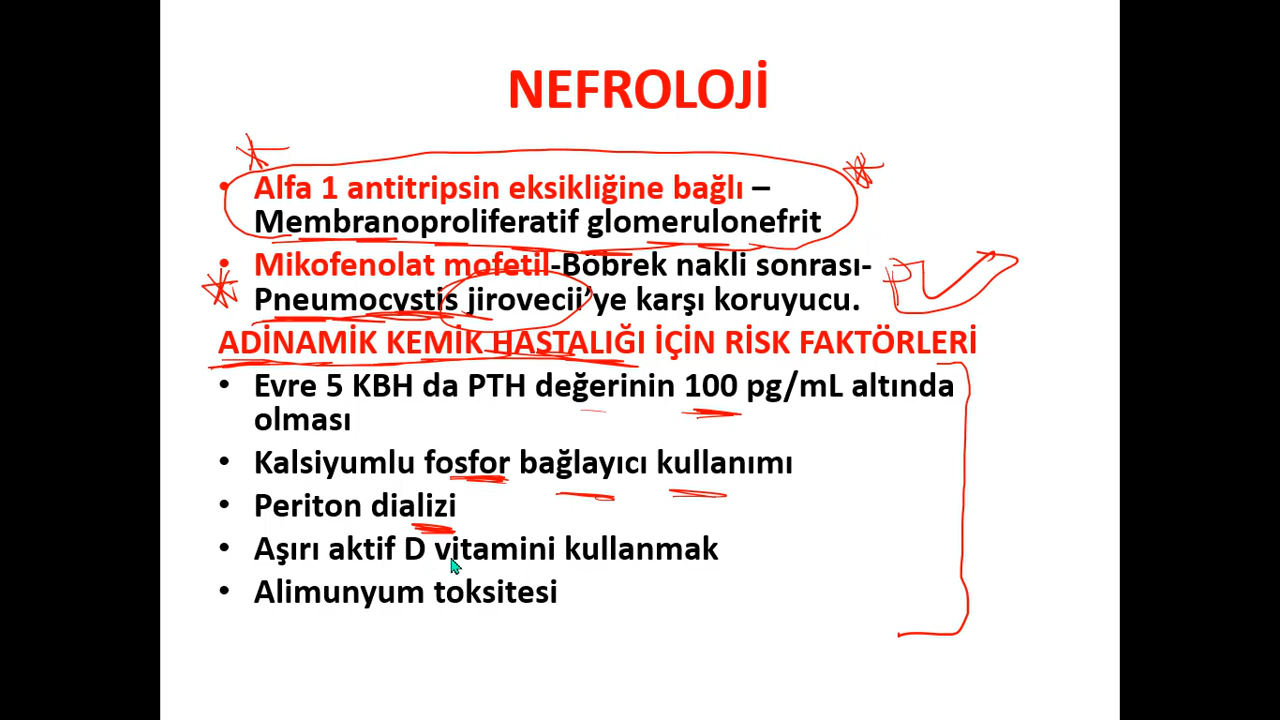 NEFROLOJİ
• Alfa 1 antitripsin eksikliğine bağlı –
Membranoproliferatif glomerulonefrit
• Mikofenolat mofetil-Böbrek nakli sonrası-
Pneumocystis jirovecii’ye karşı koruyucu.
ADİNAMİK KEMİK HASTALIĞI İÇİN RİSK FAKTÖRLERİ
• Evre 5 KBH da PTH değerinin 100 pg/mL altında
olması
• Kalsiyumlu fosfor bağlayıcı kullanımı
• Periton dializi
• Aşırı aktif D vitamini kullanmak
• Alimunyum toksitesi